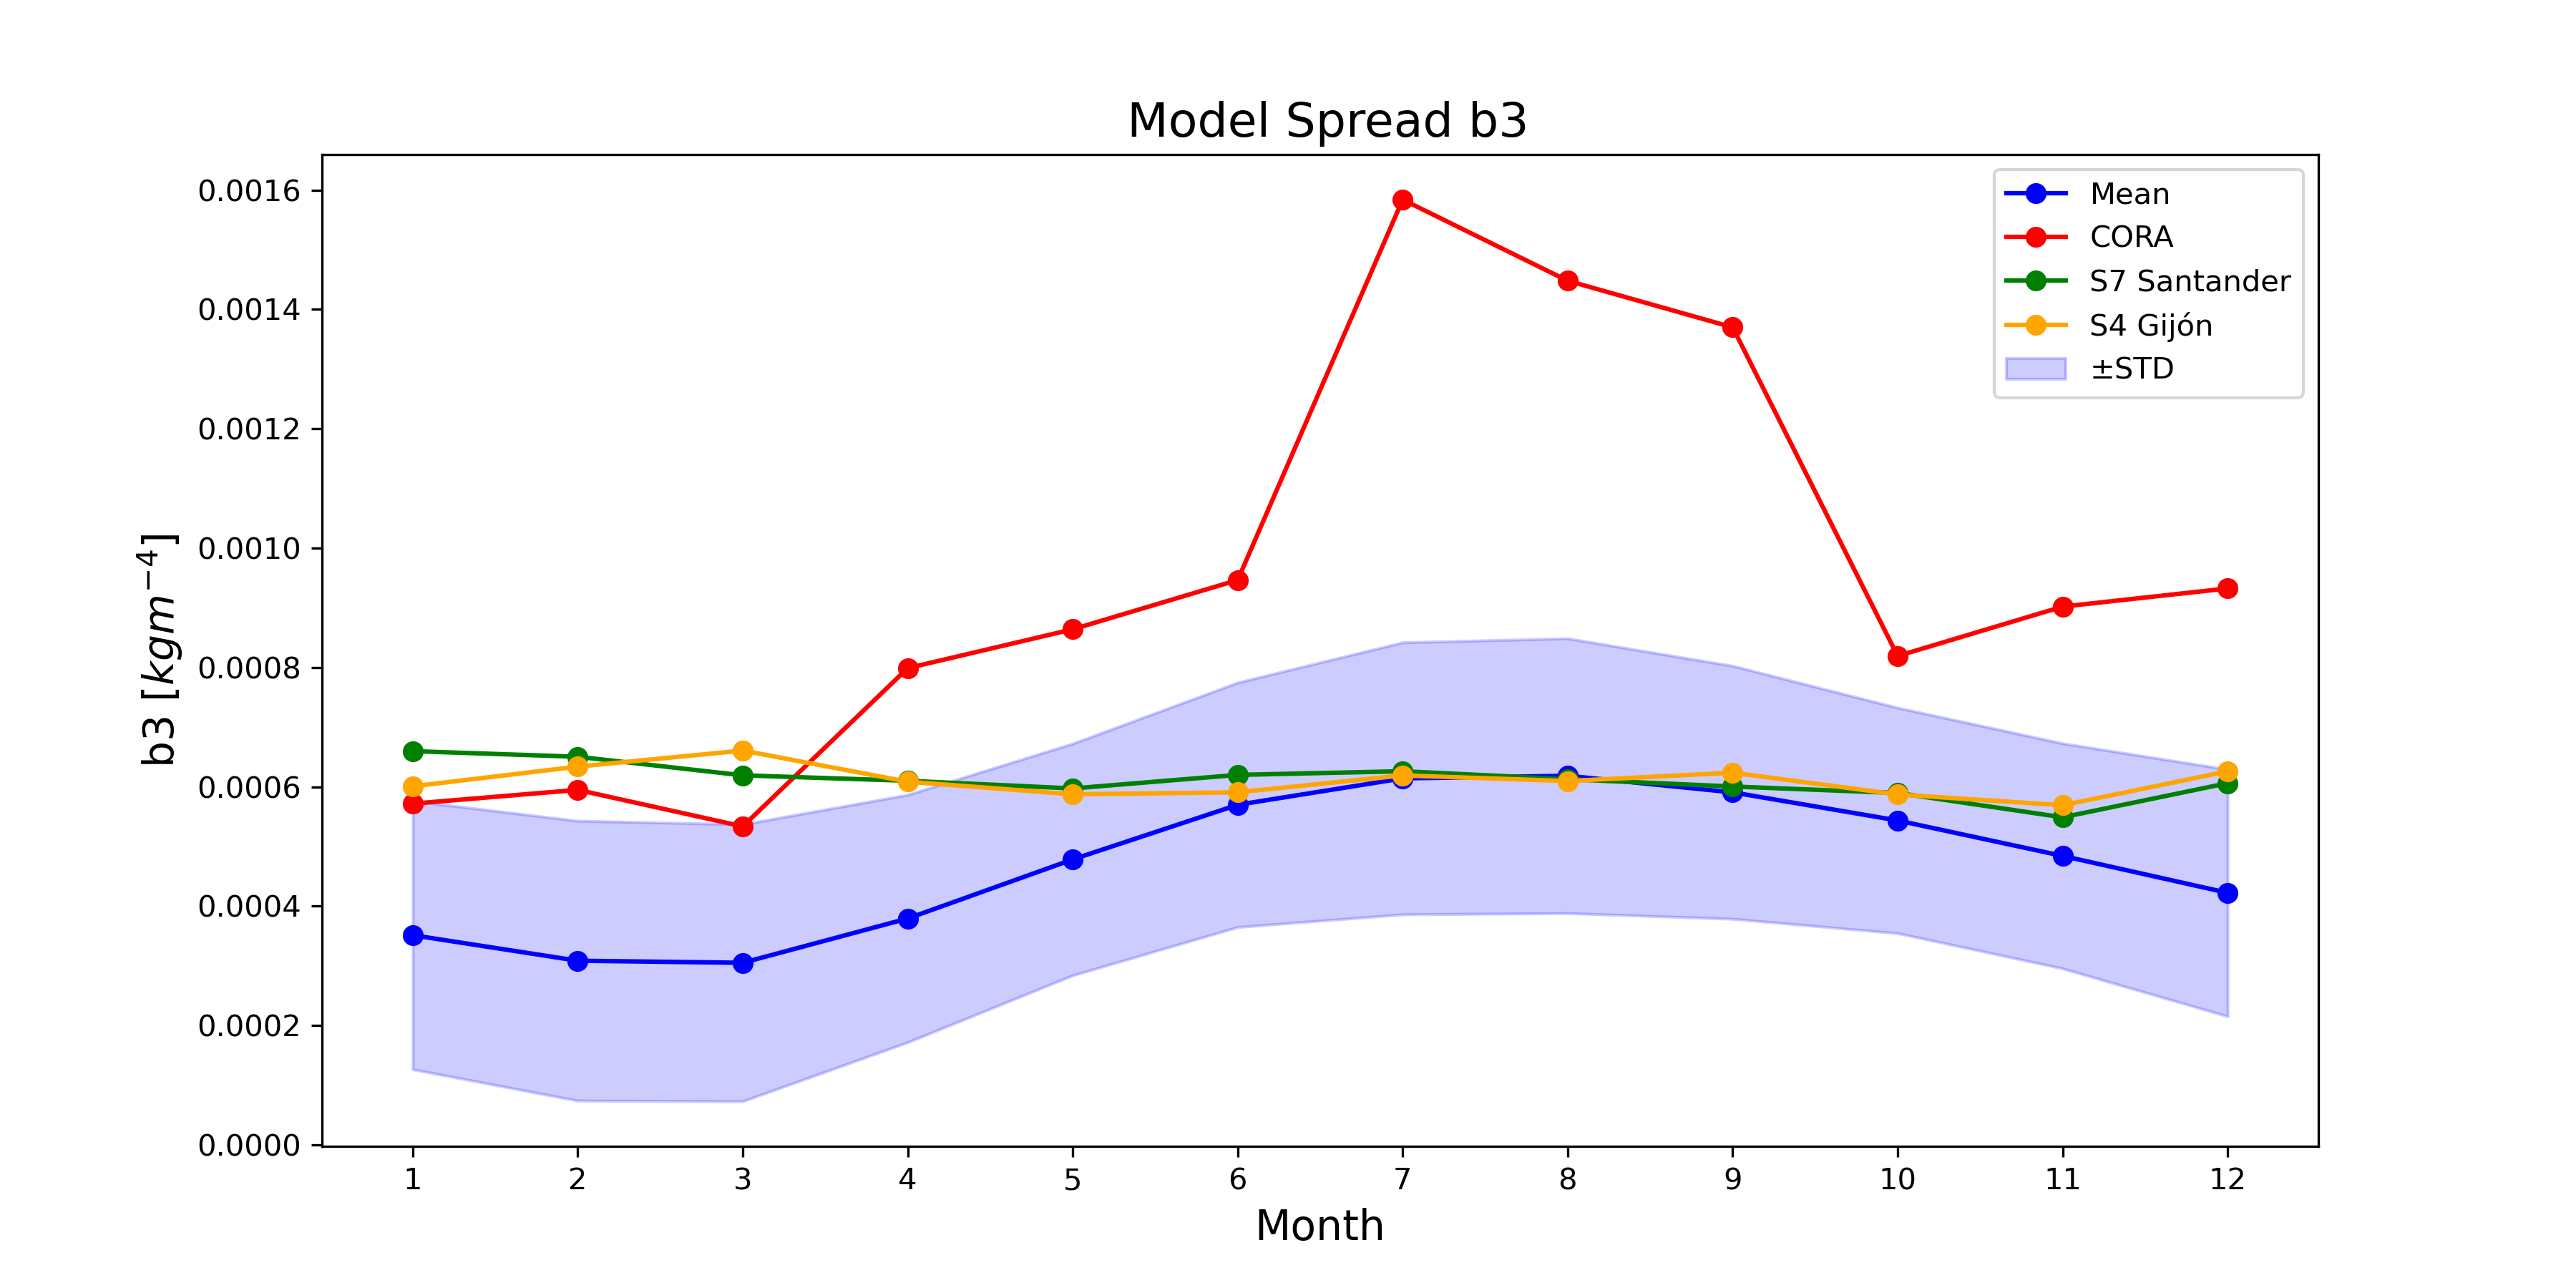 Model Spread b3
0.0016
0.0014
0.0012
0.0010
0.0008
0.0006
0.0004
0.0002
0.0000
b3 [kgm⁻⁴]
Mean
CORA
S7 Santander
S4 Gijón
±STD
1 2 3 4 5 6 7 8 9 10 11 12
Month